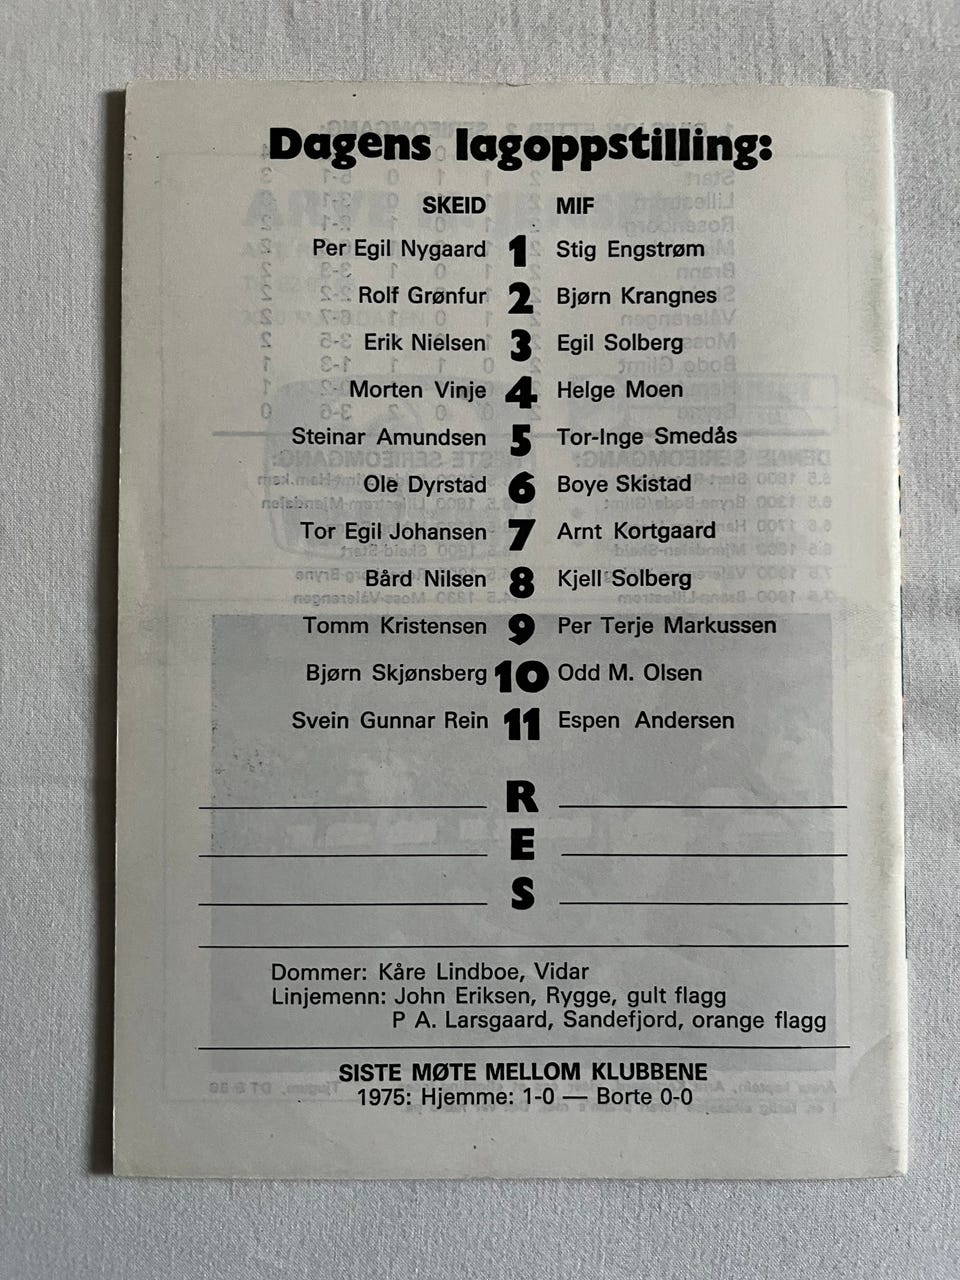 Dagens lagoppstilling:
SKEID MIF
Per Egil Nygaard 1 Stig Engstrøm
Rolf Grønfur 2 Bjørn Krangnes
Erik Nielsen 3 Egil Solberg
Morten Vinje 4 Helge Moen
Steinar Amundsen 5 Tor-Inge Smedås
Ole Dyrstad 6 Boye Skistad
Tor Egil Johansen 7 Arnt Kortgaard
Bård Nilsen 8 Kjell Solberg
Tomm Kristensen 9 Per Terje Markussen
Bjørn Skjønsberg 10 Odd M. Olsen
Svein Gunnar Rein 11 Espen Andersen
R
E
S
Dommer: Kåre Lindboe, Vidar
Linjemenn: John Eriksen, Rygge, gult flagg
P A. Larsgaard, Sandefjord, orange flagg
SISTE MØTE MELLOM KLUBBENE
1975: Hjemme: 1-0 — Borte 0-0